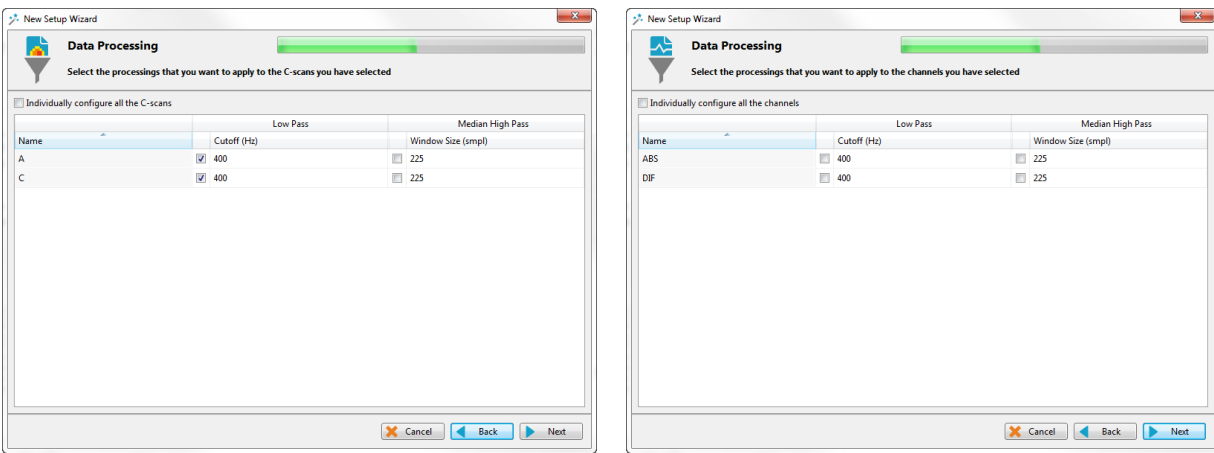 New Setup Wizard
Data Processing
Select the processings that you want to apply to the C-scans you have selected
Individually configure all the C-scans
Low Pass Median High Pass
Name Cutoff (Hz) Window Size (smpl)
A 400 225
C 400 225
Cancel Back Next
New Setup Wizard
Data Processing
Select the processings that you want to apply to the channels you have selected
Individually configure all the channels
Low Pass Median High Pass
Name Cutoff (Hz) Window Size (smpl)
ABS 400 225
DIF 400 225
Cancel Back Next